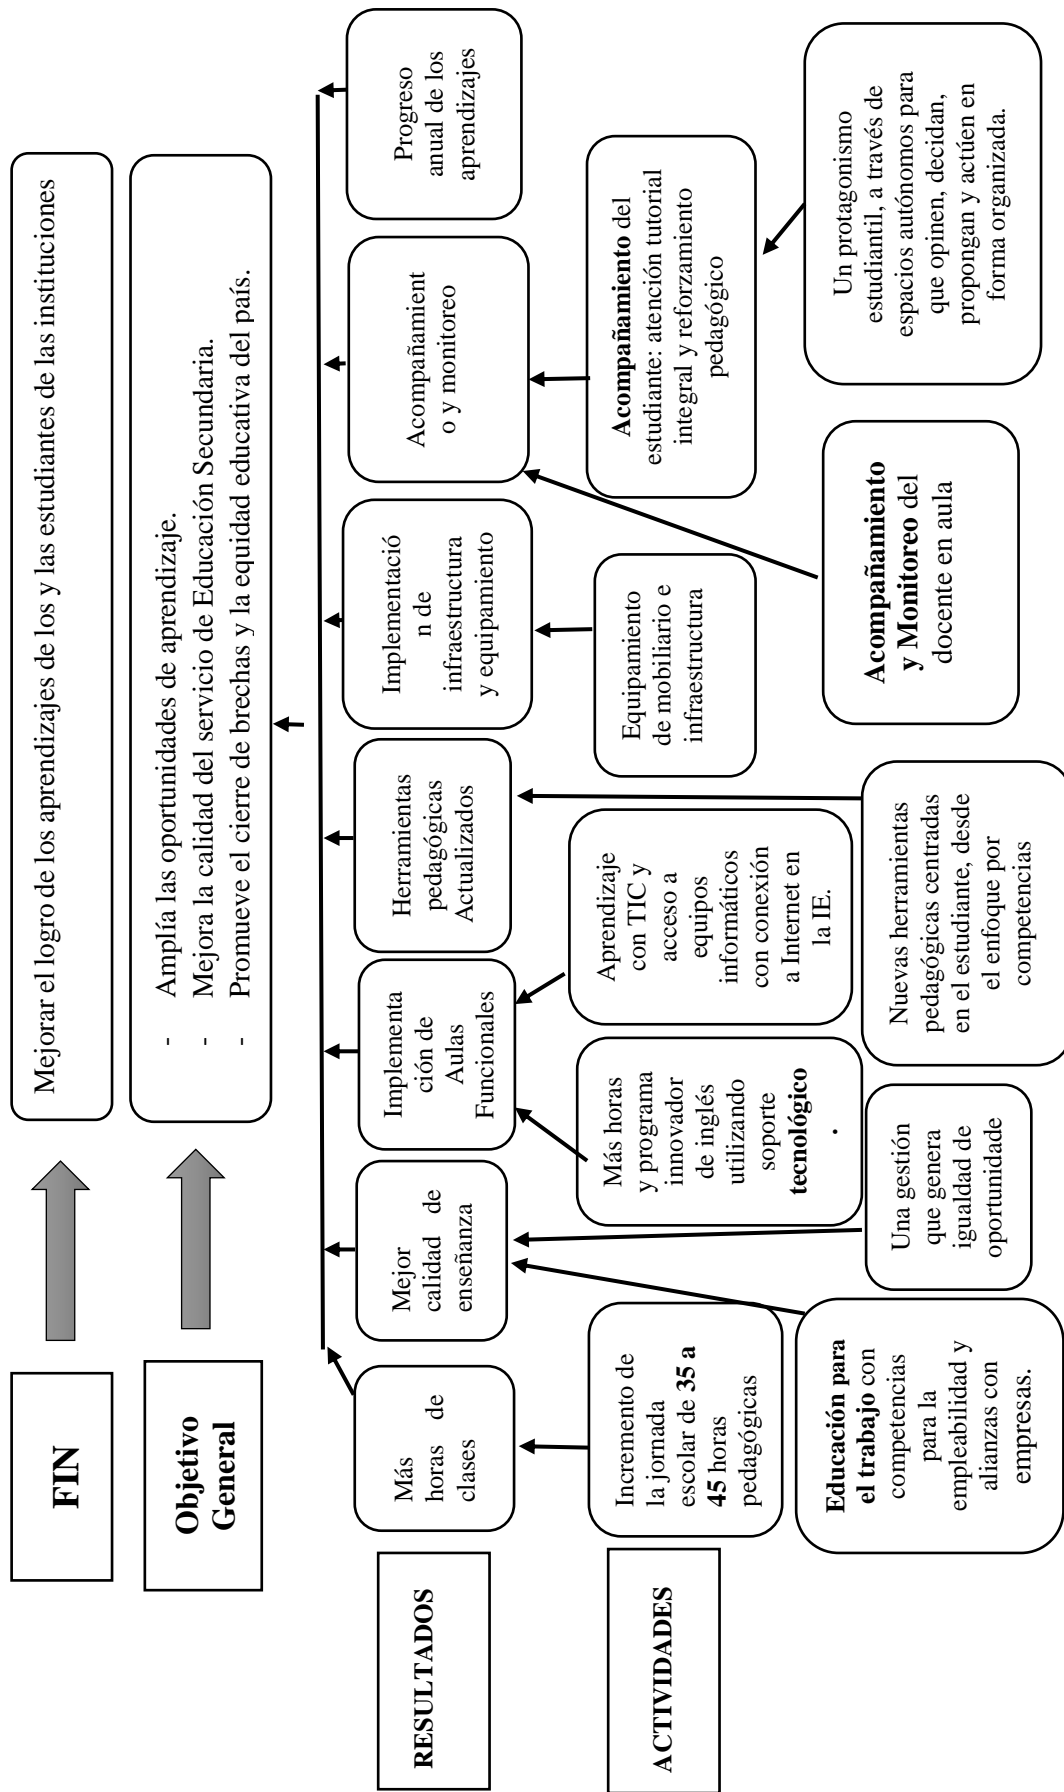 FIN
Mejorar el logro de los aprendizajes de los y las estudiantes de las instituciones
Objetivo
General
- Amplía las oportunidades de aprendizaje.
- Mejora la calidad del servicio de Educación Secundaria.
- Promueve el cierre de brechas y la equidad educativa del país.
RESULTADOS
Más
horas de
clases
Mejor
calidad de
enseñanza
Implementa
ción de
Aulas
Funcionales
Herramientas
pedagógicas
Actualizados
Implementació
n de
infraestructura
y equipamiento
Acompañamient
o y monitoreo
Progreso
anual de los
aprendizajes
ACTIVIDADES
Incremento de
la jornada
escolar de 35 a
45 horas
pedagógicas
Más horas
y programa
innovador
de inglés
utilizando
soporte
tecnológico
.
Aprendizaje
con TIC y
acceso a
equipos
informáticos
con conexión
a Internet en
la IE.
Equipamiento
de mobiliario e
infraestructura
Acompañamiento del
estudiante: atención tutorial
integral y reforzamiento
pedagógico
Educación para
el trabajo con
competencias
para la
empleabilidad y
alianzas con
empresas.
Una gestión
que genera
igualdad de
oportunidade
Nuevas herramientas
pedagógicas centradas
en el estudiante, desde
el enfoque por
competencias
Acompañamiento
y Monitoreo del
docente en aula
Un protagonismo
estudiantil, a través de
espacios autónomos para
que opinen, decidan,
propongan y actúen en
forma organizada.